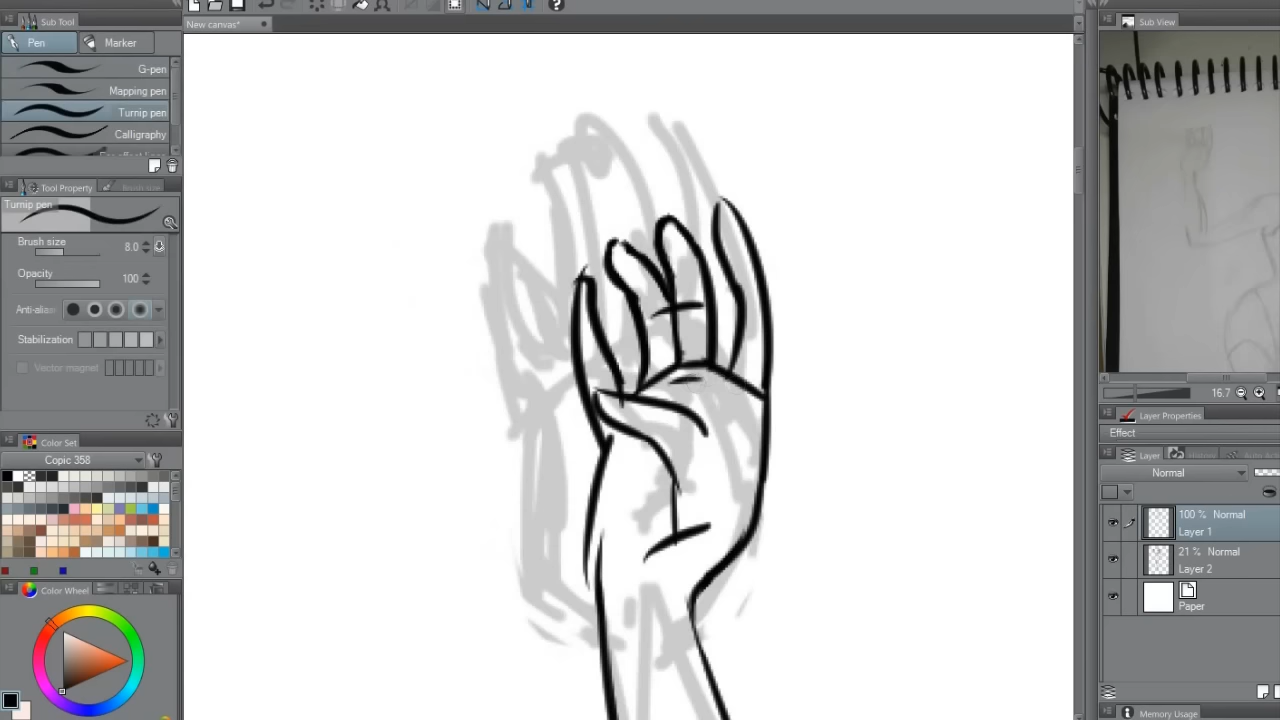 New canvas*
Sub Tool
Pen
Marker
G-pen
Mapping pen
Turnip pen
Calligraphy
Tool Property
Brush size
Turnip pen
Brush size
8.0
Opacity
100
Anti-alias
Stabilization
Vector magnet
Color Set
Copic 358
Color Wheel
Sub View
16.7
Layer Properties
Effect
Layer
Normal
100 % Normal
Layer 1
21 % Normal
Layer 2
Paper
Memory Usage